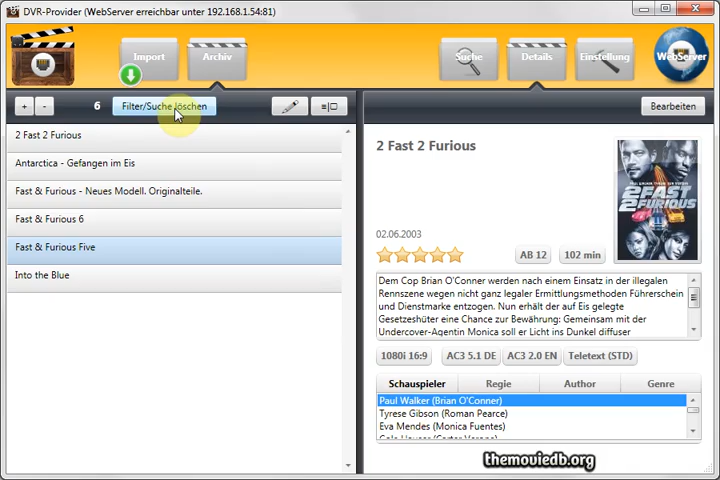 DVR-Provider (WebServer erreichbar unter 192.168.1.54:81)
Import
Archiv
Suche
Details
Einstellung
WebServer
+ - 6 Filter/Suche löschen
Bearbeiten
2 Fast 2 Furious
Antarctica - Gefangen im Eis
Fast & Furious - Neues Modell. Originalteile.
Fast & Furious 6
Fast & Furious Five
Into the Blue
2 Fast 2 Furious
2FAST
2FURIOUS
02.06.2003
AB 12
102 min
Dem Cop Brian O'Conner werden nach einem Einsatz in der illegalen
Rennszene wegen nicht ganz legaler Ermittlungsmethoden Führerschein
und Dienstmarke entzogen. Nun erhält der auf Eis gelegte
Gesetzeshüter eine Chance zur Bewährung: Gemeinsam mit der
Undercover-Agentin Monica soll er Licht ins Dunkel diffuser
1080i 16:9
AC3 5.1 DE
AC3 2.0 EN
Teletext (STD)
Schauspieler
Regie
Author
Genre
Paul Walker (Brian O'Conner)
Tyrese Gibson (Roman Pearce)
Eva Mendes (Monica Fuentes)
themoviedb.org